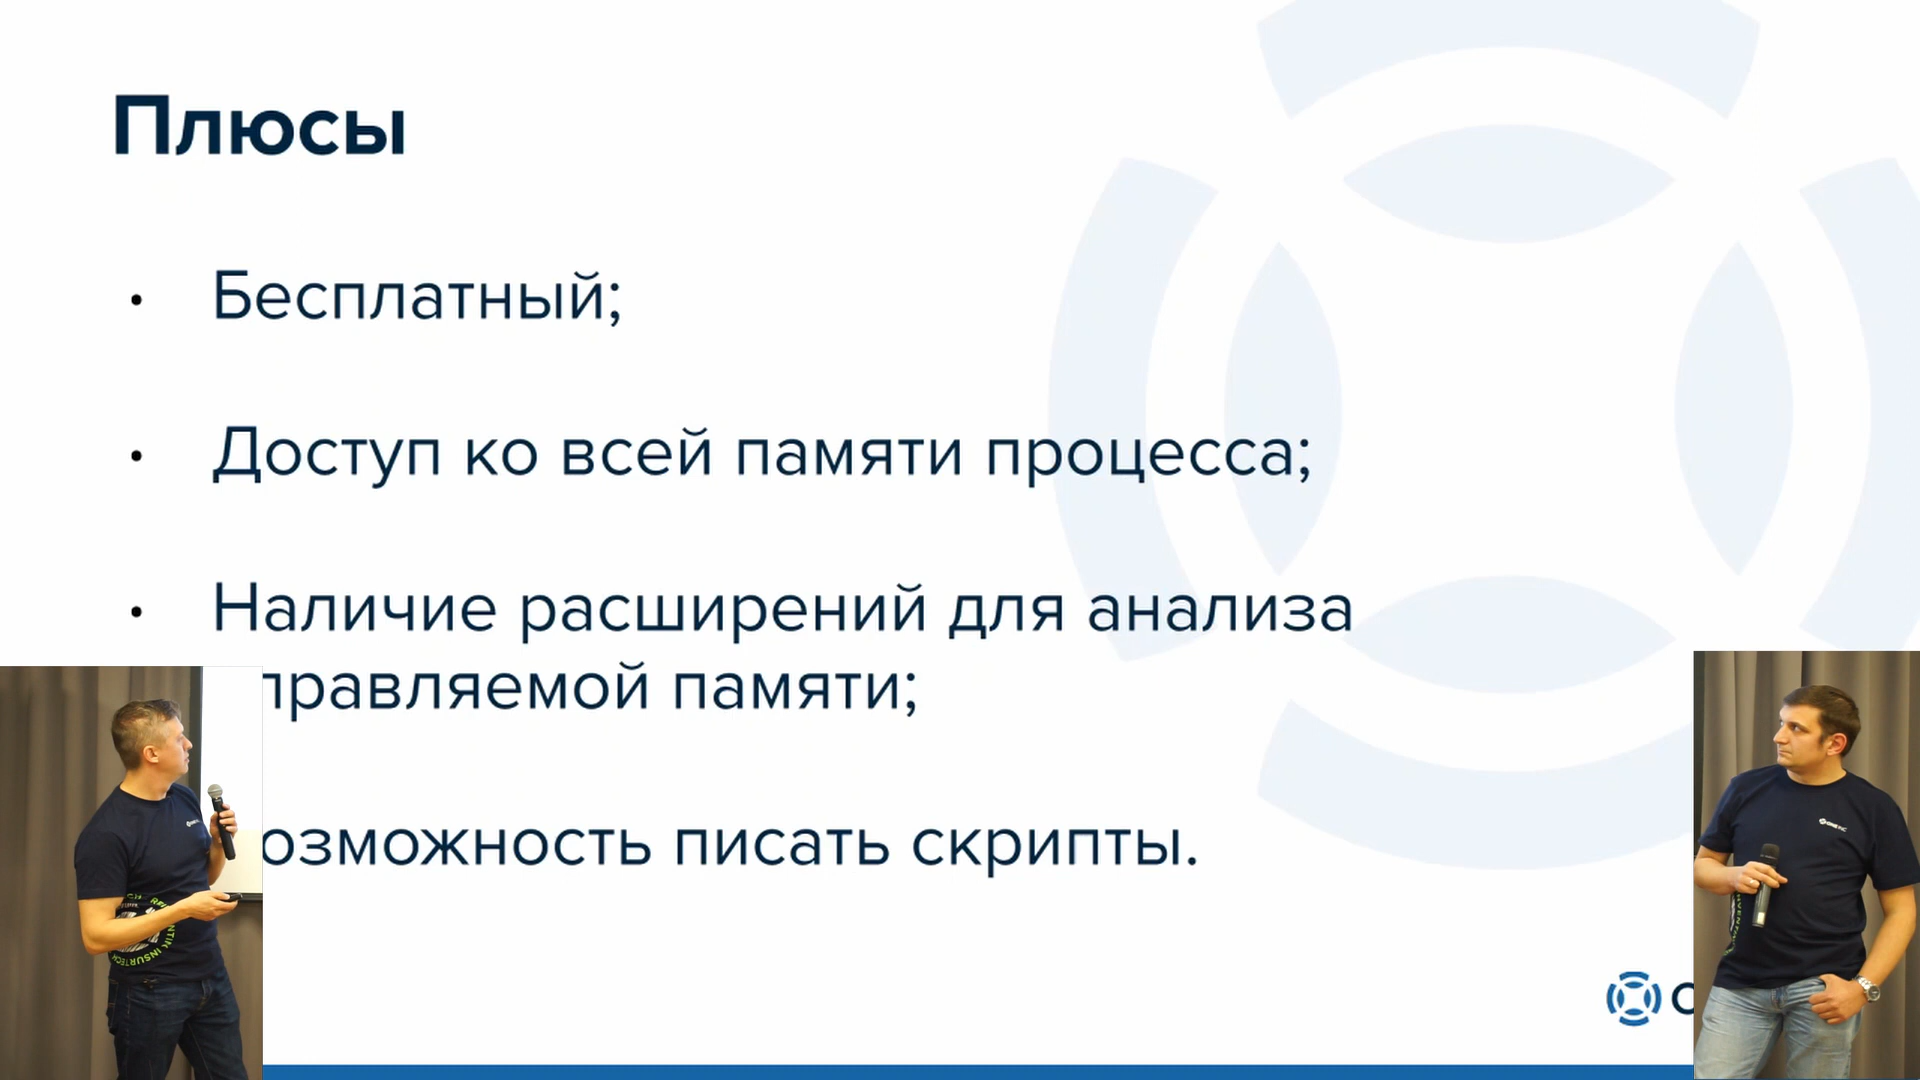 Плюсы
• Бесплатный;
• Доступ ко всей памяти процесса;
• Наличие расширений для анализа
правляемой памяти;
озможность писать скрипты.